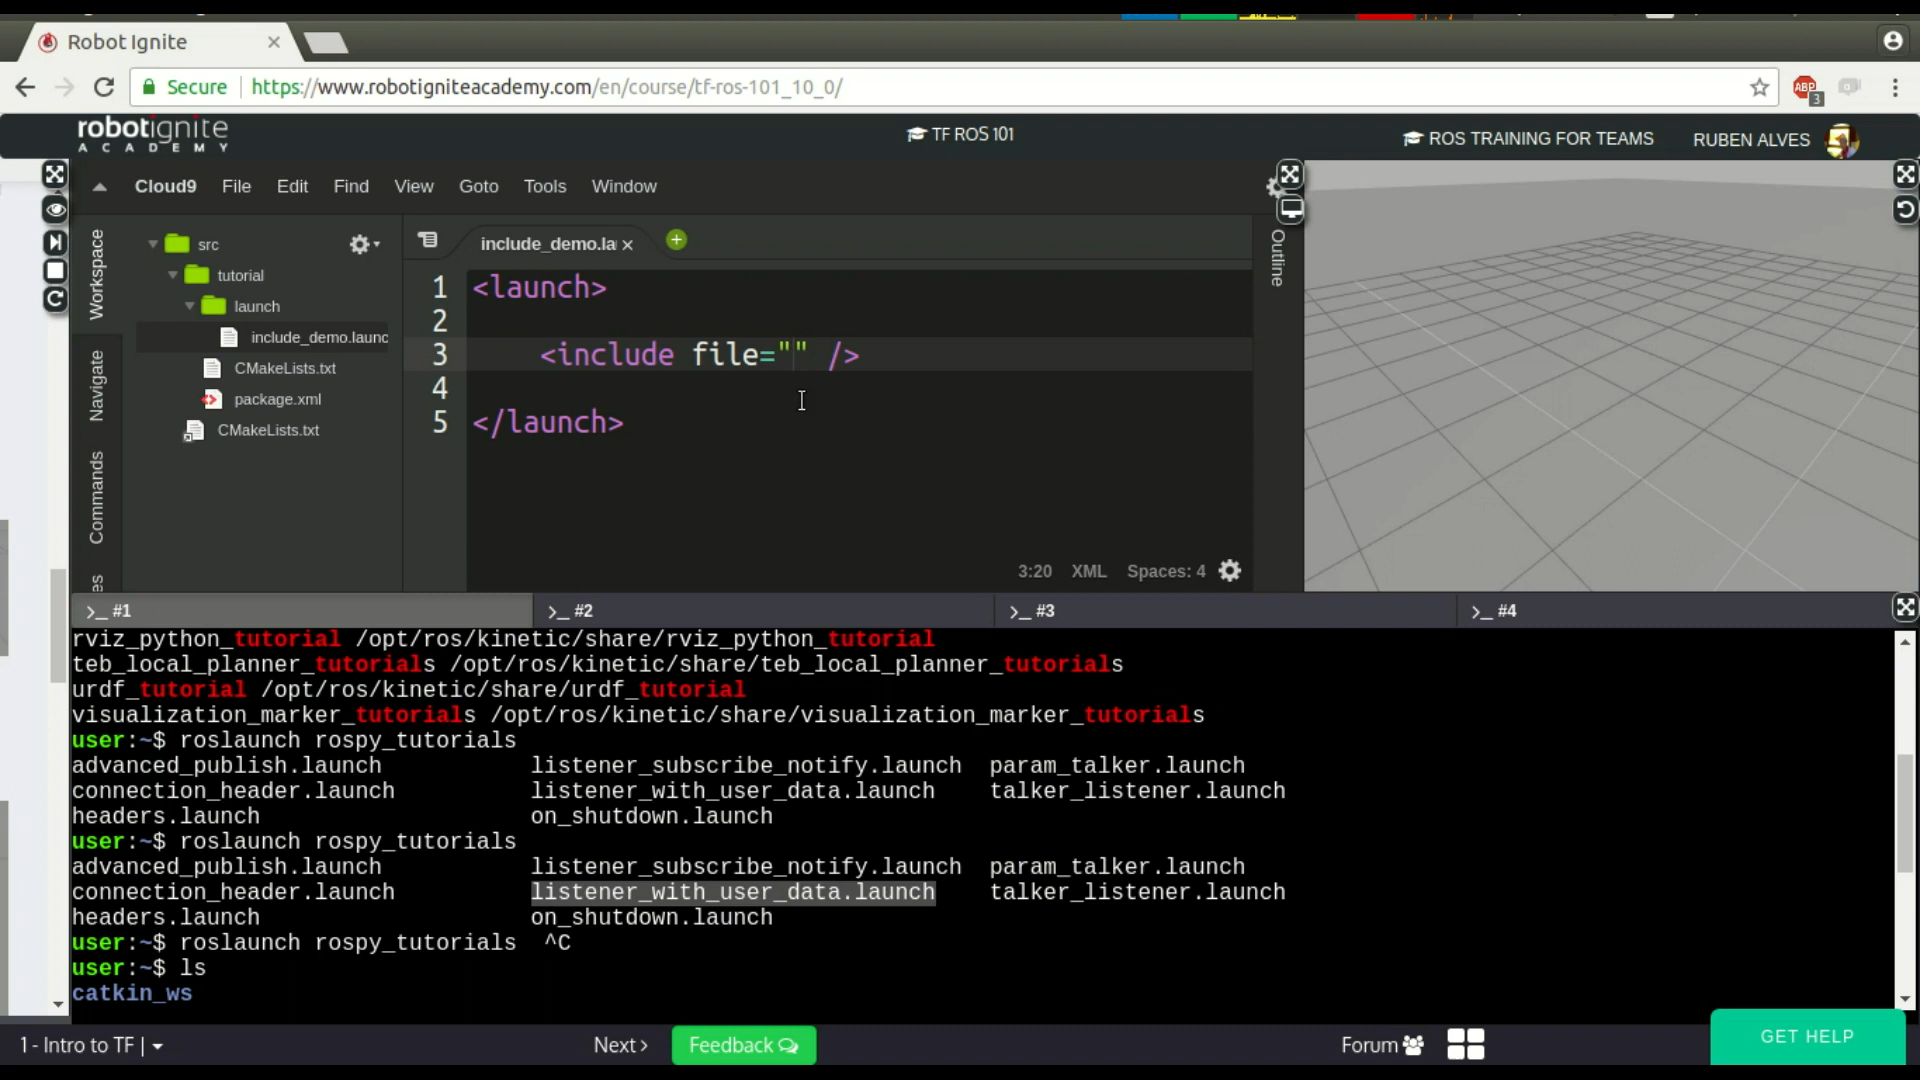 Robot Ignite
Secure https://www.robotigniteacademy.com/en/course/tf-ros-101_10_0/
ABP
3
robotignite
ACADEMY
TF ROS 101
ROS TRAINING FOR TEAMS
RUBEN ALVES
Cloud9 File Edit Find View Goto Tools Window
Workspace
Navigate
Commands
es
src
tutorial
launch
include_demo.launc
CMakeLists.txt
package.xml
CMakeLists.txt
include_demo.la
Outline
1 <launch>
2
3 <include file="" />
4
5 </launch>
3:20 XML Spaces: 4
>_ #1
>_ #2
>_ #3
>_ #4
rviz_python_tutorial /opt/ros/kinetic/share/rviz_python_tutorial
teb_local_planner_tutorials /opt/ros/kinetic/share/teb_local_planner_tutorials
urdf_tutorial /opt/ros/kinetic/share/urdf_tutorial
visualization_marker_tutorials /opt/ros/kinetic/share/visualization_marker_tutorials
user:~$ roslaunch rospy_tutorials
advanced_publish.launch listener_subscribe_notify.launch param_talker.launch
connection_header.launch listener_with_user_data.launch talker_listener.launch
headers.launch on_shutdown.launch
user:~$ roslaunch rospy_tutorials
advanced_publish.launch listener_subscribe_notify.launch param_talker.launch
connection_header.launch listener_with_user_data.launch talker_listener.launch
headers.launch on_shutdown.launch
user:~$ roslaunch rospy_tutorials ^C
user:~$ ls
catkin_ws
1 - Intro to TF |
Next >
Feedback
Forum
GET HELP